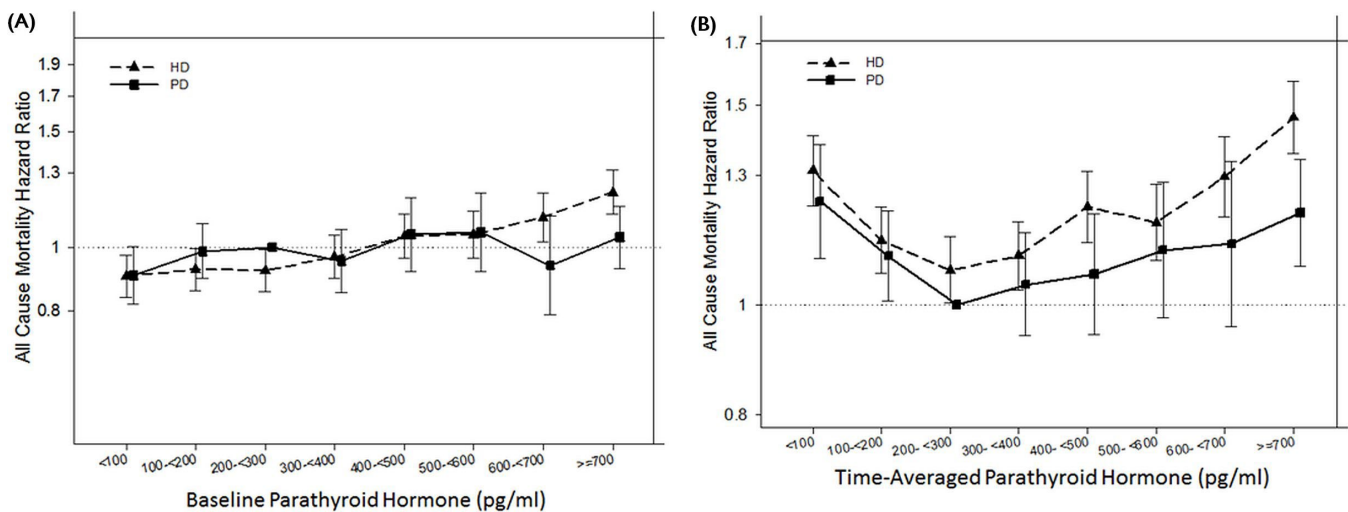 (A)
All Cause Mortality Hazard Ratio
1.9
1.7
1.5
1.3
1
0.8
HD
PD
<100
100-<200
200-<300
300-<400
400-<500
500-<600
600-<700
>=700
Baseline Parathyroid Hormone (pg/ml)
(B)
All Cause Mortality Hazard Ratio
1.7
1.5
1.3
1
0.8
HD
PD
<100
100-<200
200-<300
300-<400
400-<500
500-<600
600- <700
>=700
Time-Averaged Parathyroid Hormone (pg/ml)